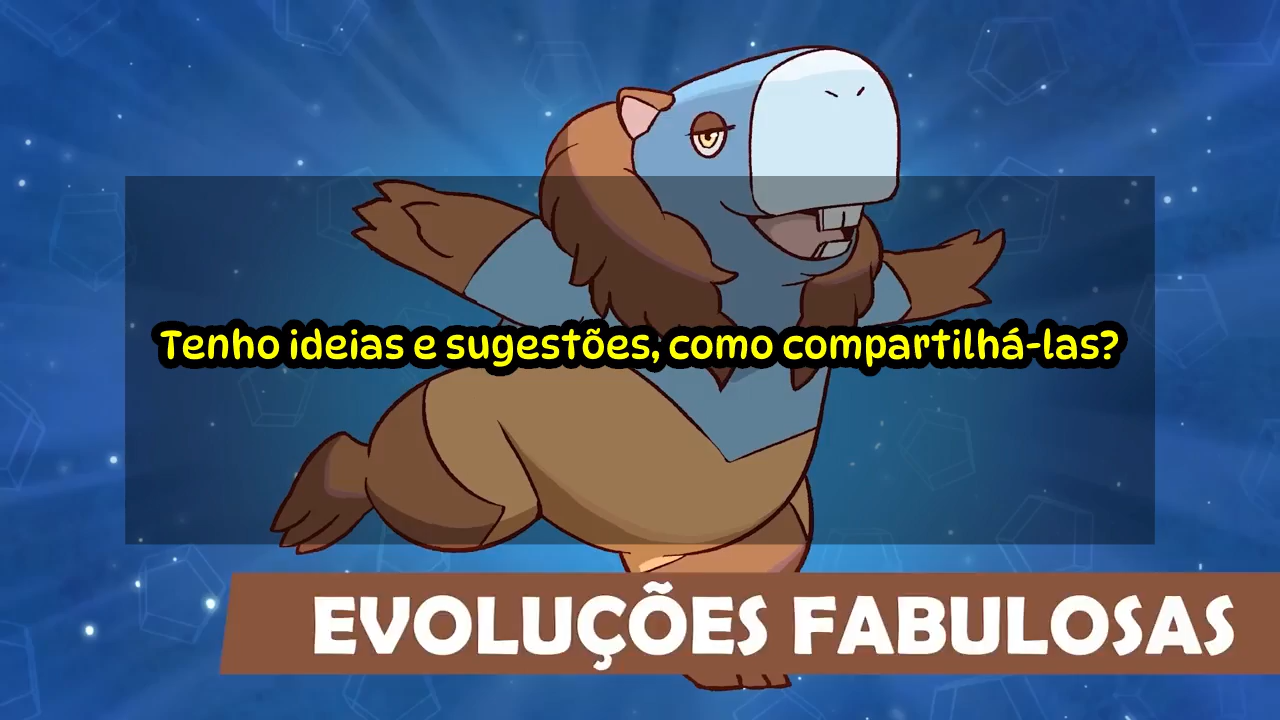 Tenho ideias e sugestões, como compartilhá-las?
EVOLUÇÕES FABULOSAS